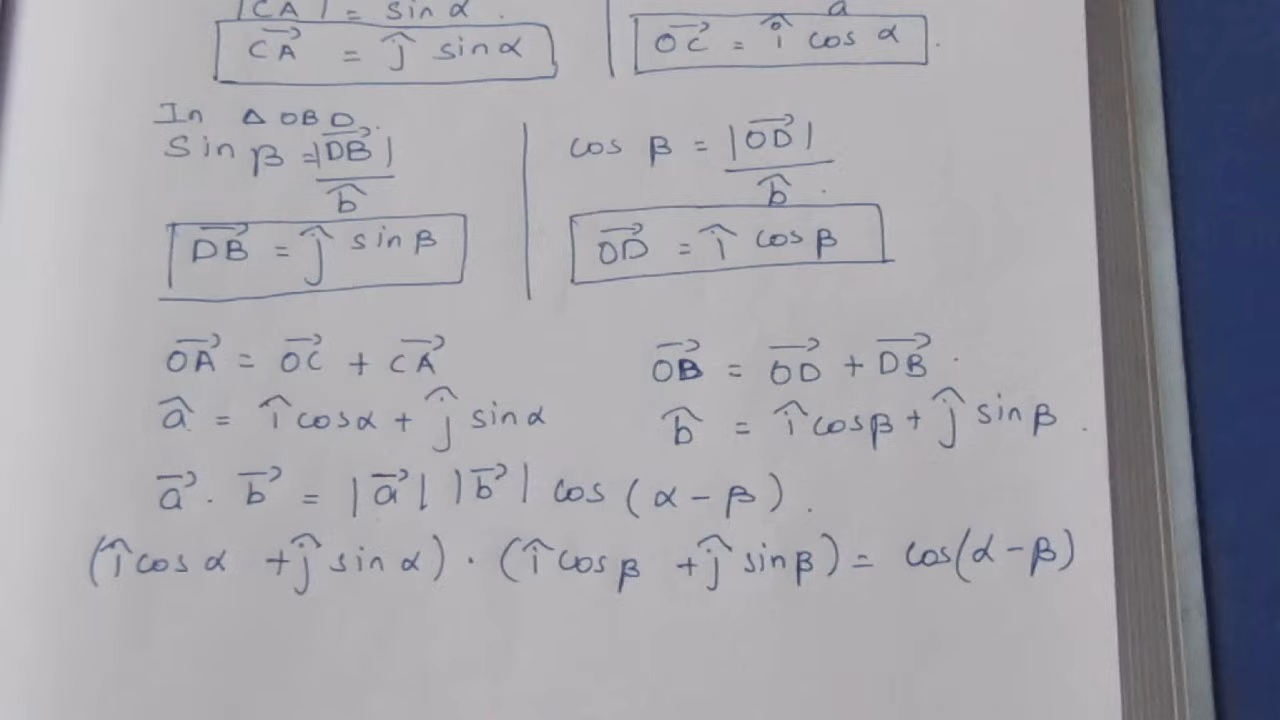 |CA| = sin α.
a
CA→ = ĵ sin α
OC→ = î cos α.
In Δ OBD.
sin β = |DB→| / b̂
cos β = |OD→| / b̂.
DB→ = ĵ sin β
OD→ = î cos β
OA→ = OC→ + CA→
OB→ = OD→ + DB→.
â = î cos α + ĵ sin α
b̂ = î cos β + ĵ sin β.
a→ . b→ = |a→| |b→| cos (α - β).
(î cos α + ĵ sin α) . (î cos β + ĵ sin β) = cos(α - β)